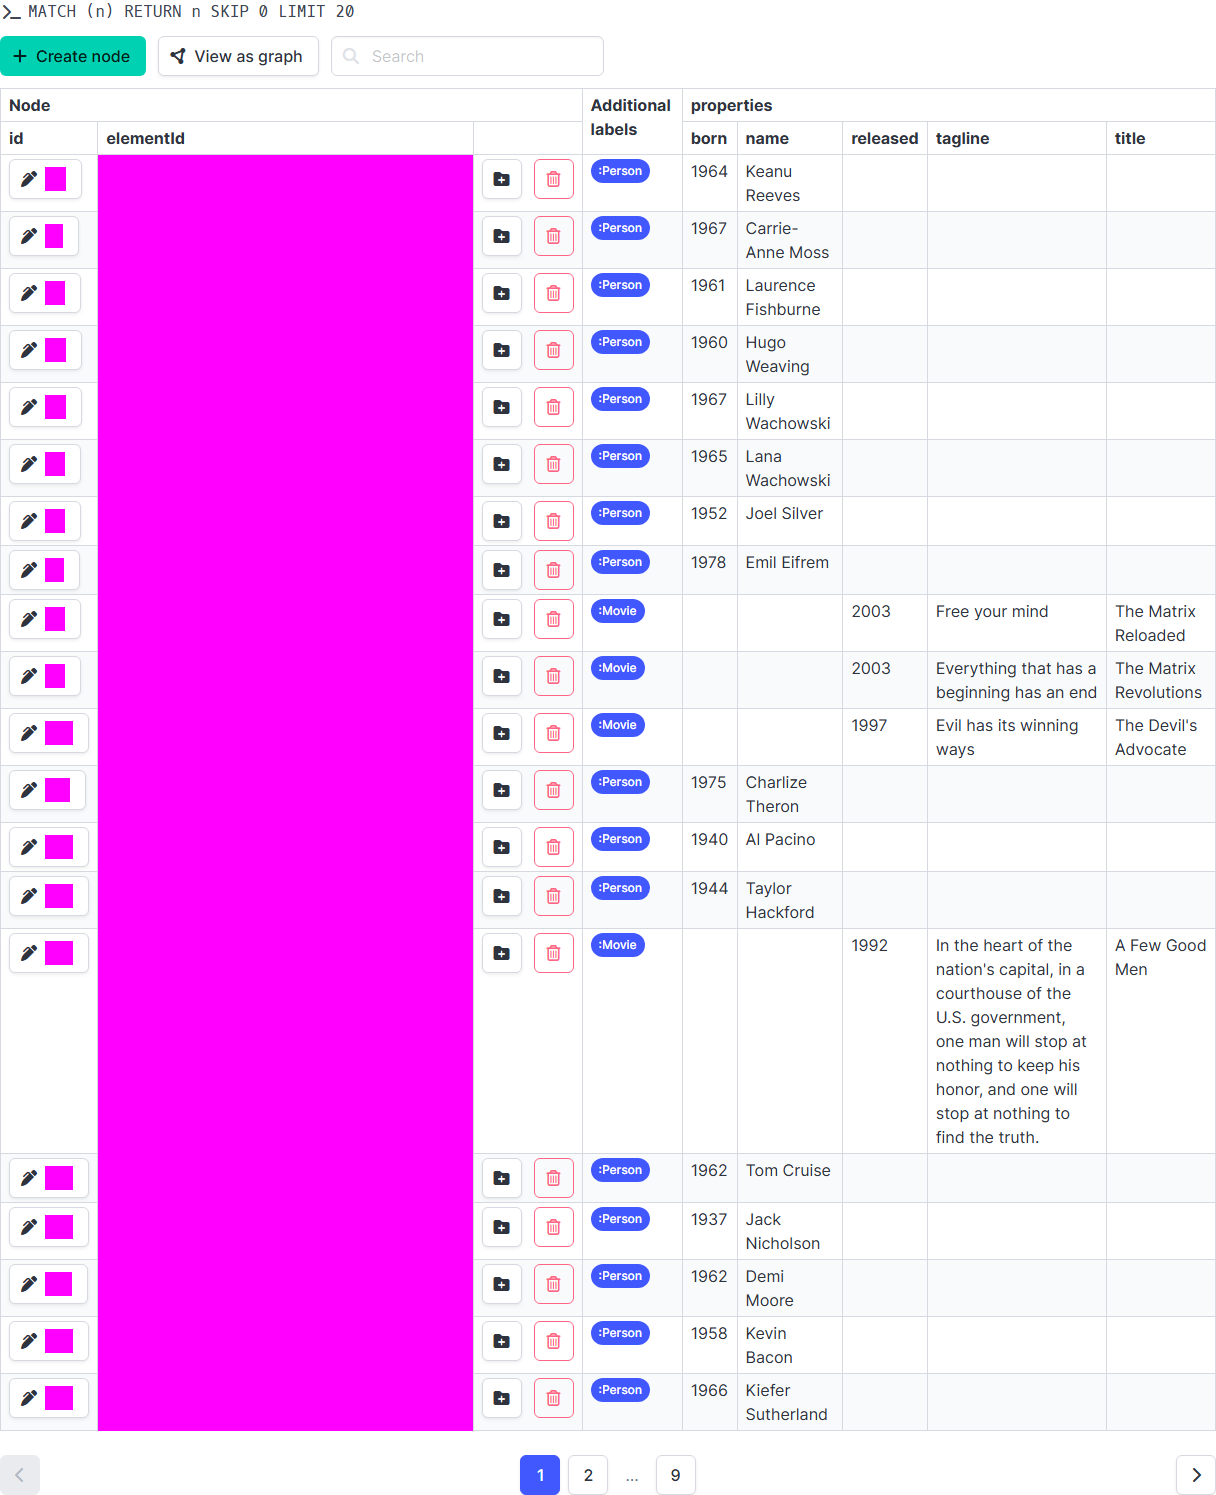 MATCH (n) RETURN n SKIP 0 LIMIT 20
Create node View as graph Search
Node Additional labels properties
id elementId born name released tagline title
:Person 1964 Keanu Reeves
:Person 1967 Carrie-Anne Moss
:Person 1961 Laurence Fishburne
:Person 1960 Hugo Weaving
:Person 1967 Lilly Wachowski
:Person 1965 Lana Wachowski
:Person 1952 Joel Silver
:Person 1978 Emil Eifrem
:Movie 2003 Free your mind The Matrix Reloaded
:Movie 2003 Everything that has a beginning has an end The Matrix Revolutions
:Movie 1997 Evil has its winning ways The Devil's Advocate
:Person 1975 Charlize Theron
:Person 1940 Al Pacino
:Person 1944 Taylor Hackford
:Movie 1992 In the heart of the nation's capital, in a courthouse of the U.S. government, one man will stop at nothing to keep his honor, and one will stop at nothing to find the truth. A Few Good Men
:Person 1962 Tom Cruise
:Person 1937 Jack Nicholson
:Person 1962 Demi Moore
:Person 1958 Kevin Bacon
:Person 1966 Kiefer Sutherland
1 2 … 9